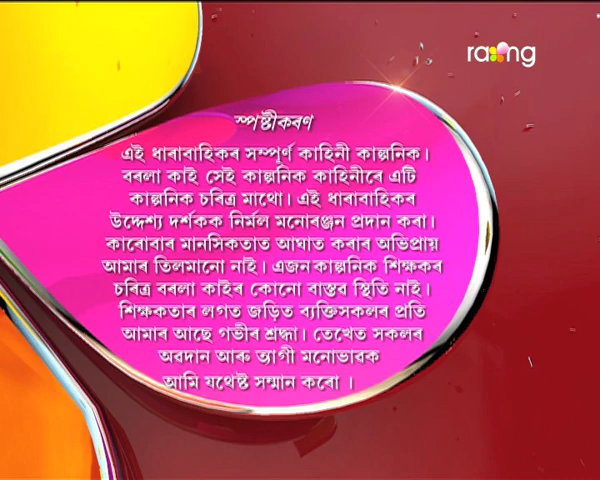 rang
স্পষ্টীকৰণ
এই ধাৰাবাহিকৰ সম্পূৰ্ণ কাহিনী কাল্পনিক।
বৰলা কাই সেই কাল্পনিক কাহিনীৰে এটি
কাল্পনিক চৰিত্ৰ মাথো। এই ধাৰাবাহিকৰ
উদ্দেশ্য দৰ্শকক নিৰ্মল মনোৰঞ্জন প্ৰদান কৰা।
কাৰোবাৰ মানসিকতাত আঘাত কৰাৰ অভিপ্ৰায়
আমাৰ তিলমানো নাই। এজন কাল্পনিক শিক্ষকৰ
চৰিত্ৰ বৰলা কাইৰ কোনো বাস্তৱ স্থিতি নাই।
শিক্ষকতাৰ লগত জড়িত ব্যক্তিসকলৰ প্ৰতি
আমাৰ আছে গভীৰ শ্ৰদ্ধা। তেখেত সকলৰ
অৱদান আৰু ত্যাগী মনোভাৱক
আমি যথেষ্ট সন্মান কৰো ।